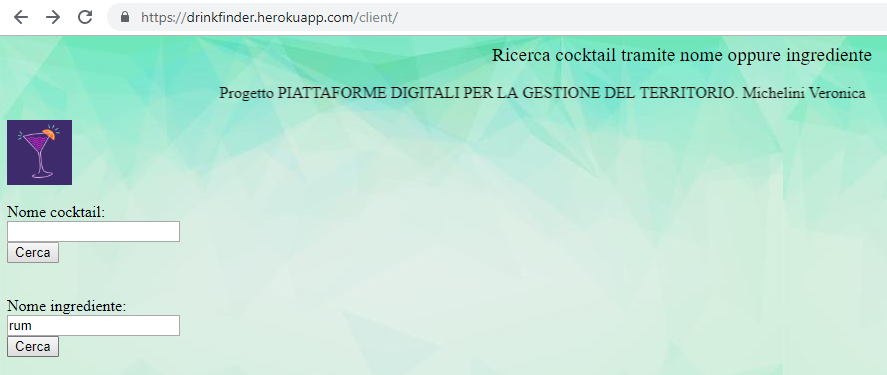 https://drinkfinder.herokuapp.com/client/
Ricerca cocktail tramite nome oppure ingrediente
Progetto PIATTAFORME DIGITALI PER LA GESTIONE DEL TERRITORIO. Michelini Veronica
Nome cocktail:
Cerca
Nome ingrediente:
rum
Cerca